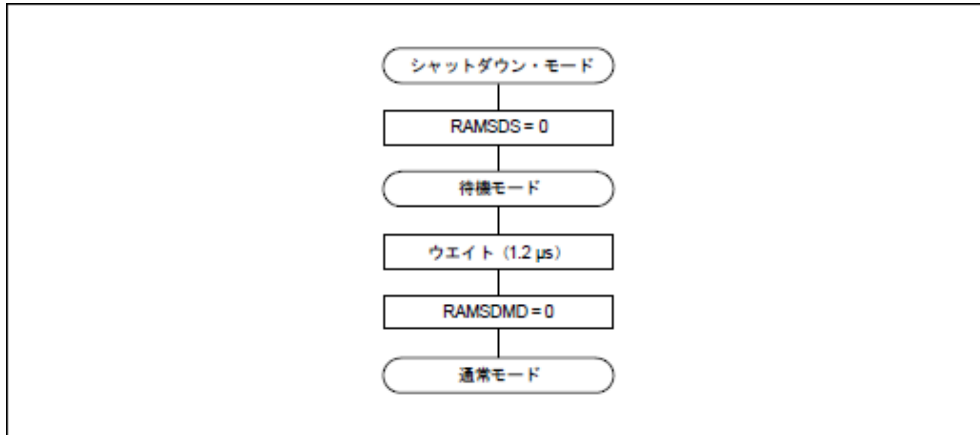 シャットダウン・モード
RAMSDS = 0
待機モード
ウエイト（1.2 µs）
RAMSDMD = 0
通常モード